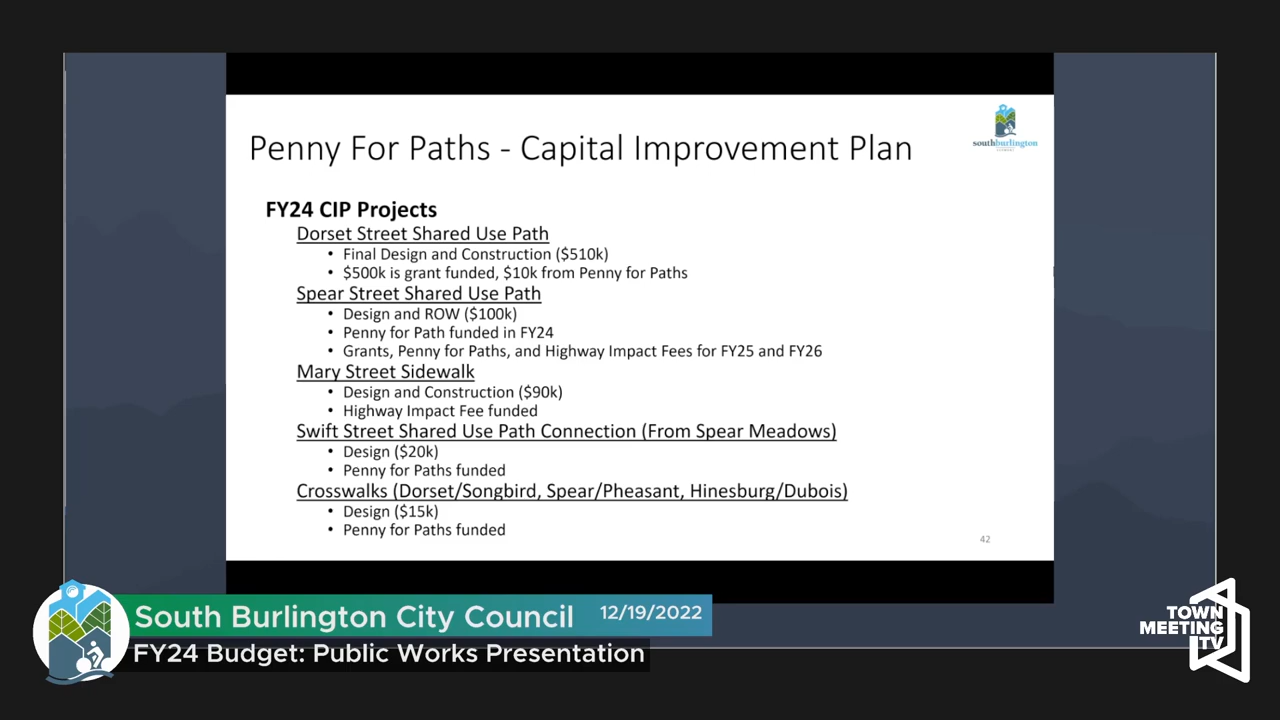 Penny For Paths - Capital Improvement Plan
southburlington
FY24 CIP Projects
Dorset Street Shared Use Path
• Final Design and Construction ($510k)
• $500k is grant funded, $10k from Penny for Paths
Spear Street Shared Use Path
• Design and ROW ($100k)
• Penny for Path funded in FY24
• Grants, Penny for Paths, and Highway Impact Fees for FY25 and FY26
Mary Street Sidewalk
• Design and Construction ($90k)
• Highway Impact Fee funded
Swift Street Shared Use Path Connection (From Spear Meadows)
• Design ($20k)
• Penny for Paths funded
Crosswalks (Dorset/Songbird, Spear/Pheasant, Hinesburg/Dubois)
• Design ($15k)
• Penny for Paths funded
42
South Burlington City Council 12/19/2022
FY24 Budget: Public Works Presentation
TOWN
MEETING
TV